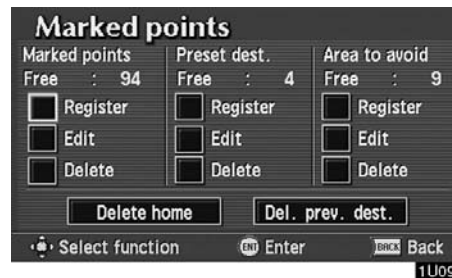 Marked points
Marked points Preset dest. Area to avoid
Free : 94 Free : 4 Free : 9
Register Register Register
Edit Edit Edit
Delete Delete Delete
Delete home Del. prev. dest.
Select function ENT Enter BACK Back
1U09